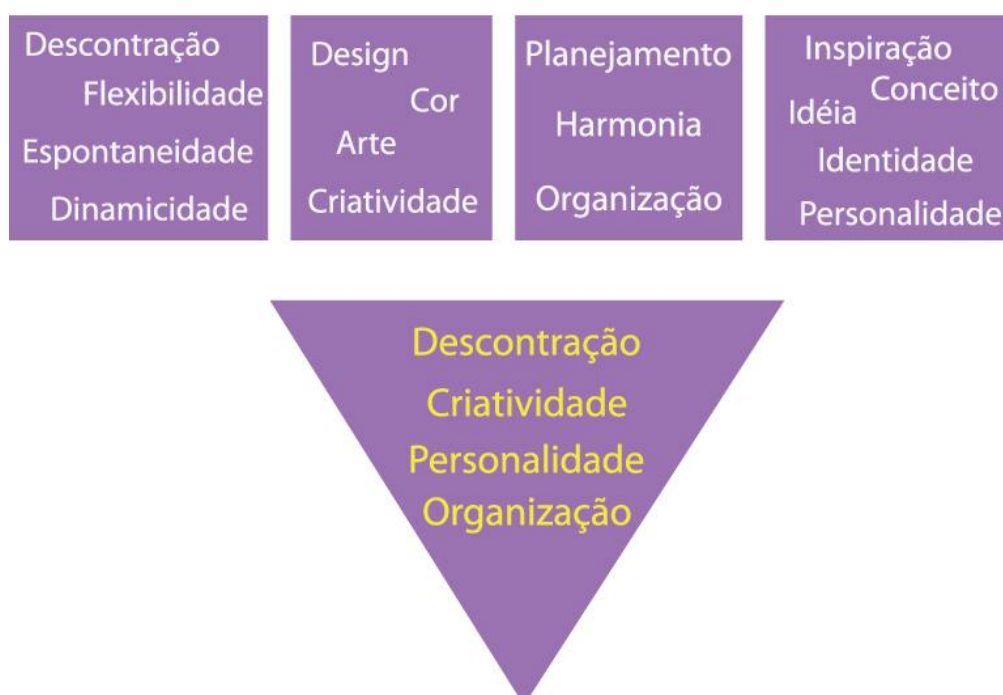 Descontração
Flexibilidade
Espontaneidade
Dinamicidade
Design
Cor
Arte
Criatividade
Planejamento
Harmonia
Organização
Inspiração
Conceito
Idéia
Identidade
Personalidade
Descontração
Criatividade
Personalidade
Organização